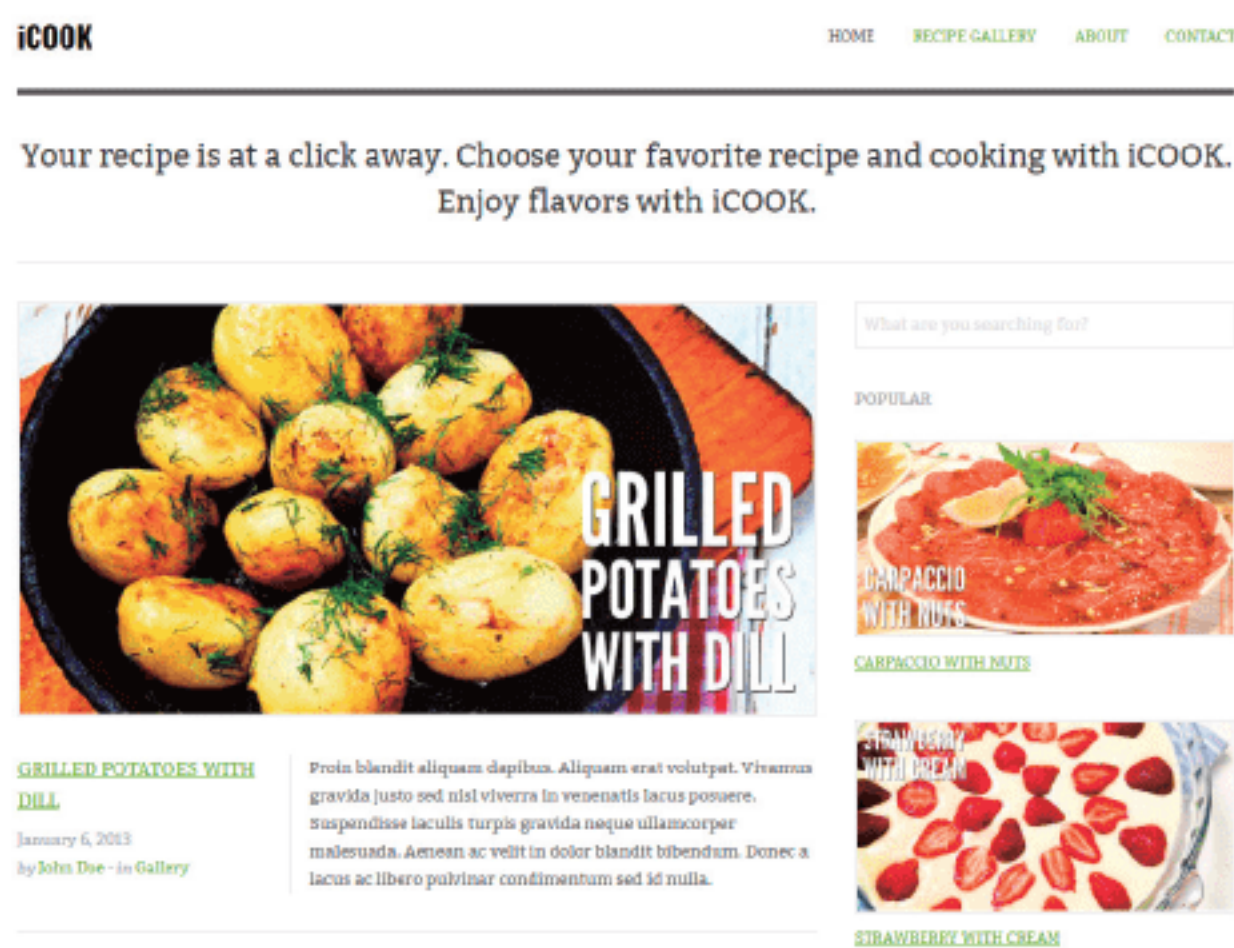 iCOOK
HOME RECIPE GALLERY ABOUT CONTACT
Your recipe is at a click away. Choose your favorite recipe and cooking with iCOOK.
Enjoy flavors with iCOOK.
GRILLED
POTATOES
WITH DILL
GRILLED POTATOES WITH
DILL
January 6, 2013
by John Doe - in Gallery
Proin blandit aliquam dapibus. Aliquam erat volutpat. Vivamus
gravida justo sed nisl viverra in venenatis lacus posuere.
Suspendisse iaculis turpis gravida neque ullamcorper
malesuada. Aenean ac velit in dolor blandit bibendum. Donec a
lacus ac libero pulvinar condimentum sed id nulla.
What are you searching for?
POPULAR
CARPACCIO
WITH NUTS
CARPACCIO WITH NUTS
STRAWBERRY
WITH CREAM
STRAWBERRY WITH CREAM